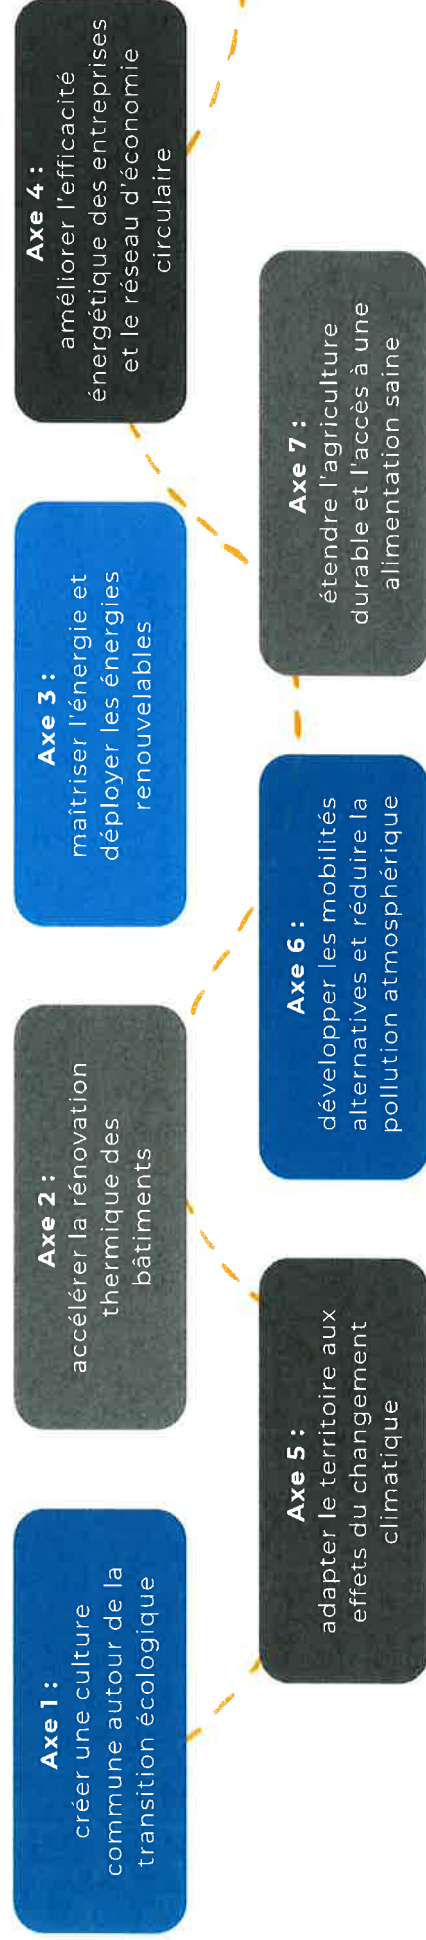 Axe 1 :
créer une culture
commune autour de la
transition écologique
Axe 2 :
accélérer la rénovation
thermique des
bâtiments
Axe 3 :
maîtriser l'énergie et
déployer les énergies
renouvelables
Axe 4 :
améliorer l'efficacité
énergétique des entreprises
et le réseau d'économie
circulaire
Axe 5 :
adapter le territoire aux
effets du changement
climatique
Axe 6 :
développer les mobilités
alternatives et réduire la
pollution atmosphérique
Axe 7 :
étendre l'agriculture
durable et l'accès à une
alimentation saine